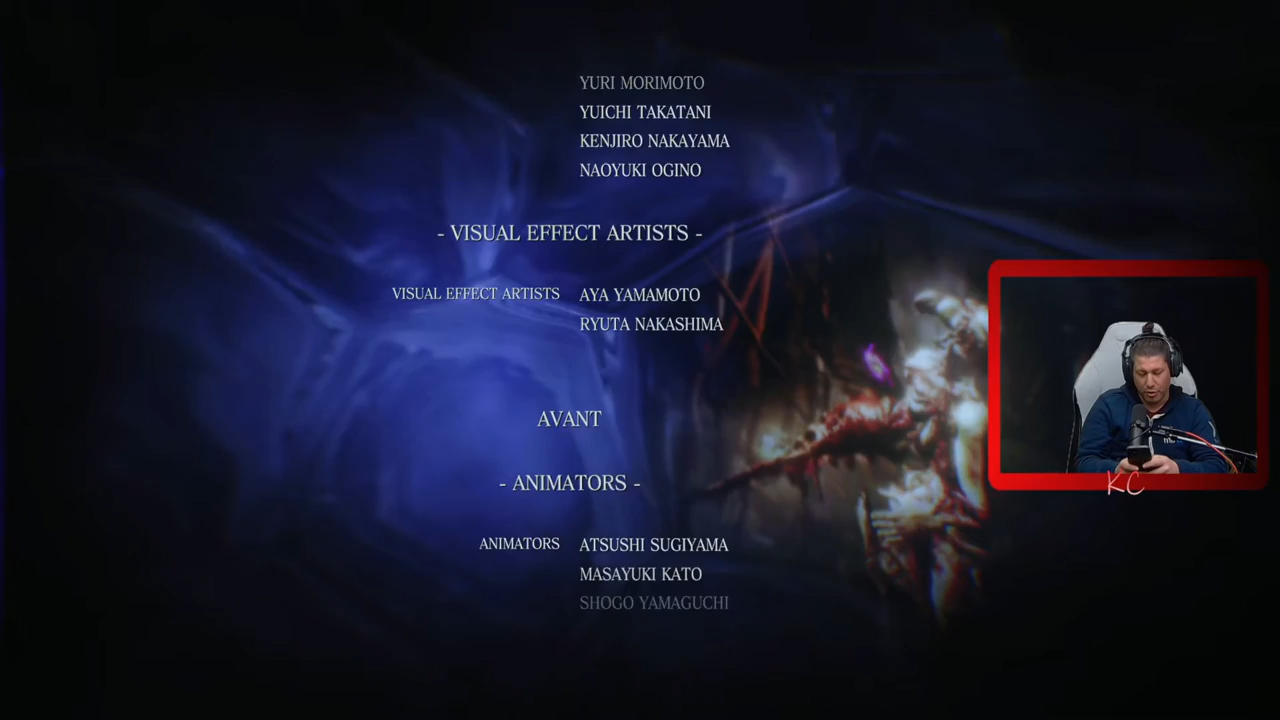 YURI MORIMOTO
YUICHI TAKATANI
KENJIRO NAKAYAMA
NAOYUKI OGINO
- VISUAL EFFECT ARTISTS -
VISUAL EFFECT ARTISTS AYA YAMAMOTO
RYUTA NAKASHIMA
AVANT
- ANIMATORS -
ANIMATORS ATSUSHI SUGIYAMA
MASAYUKI KATO
SHOGO YAMAGUCHI
KC